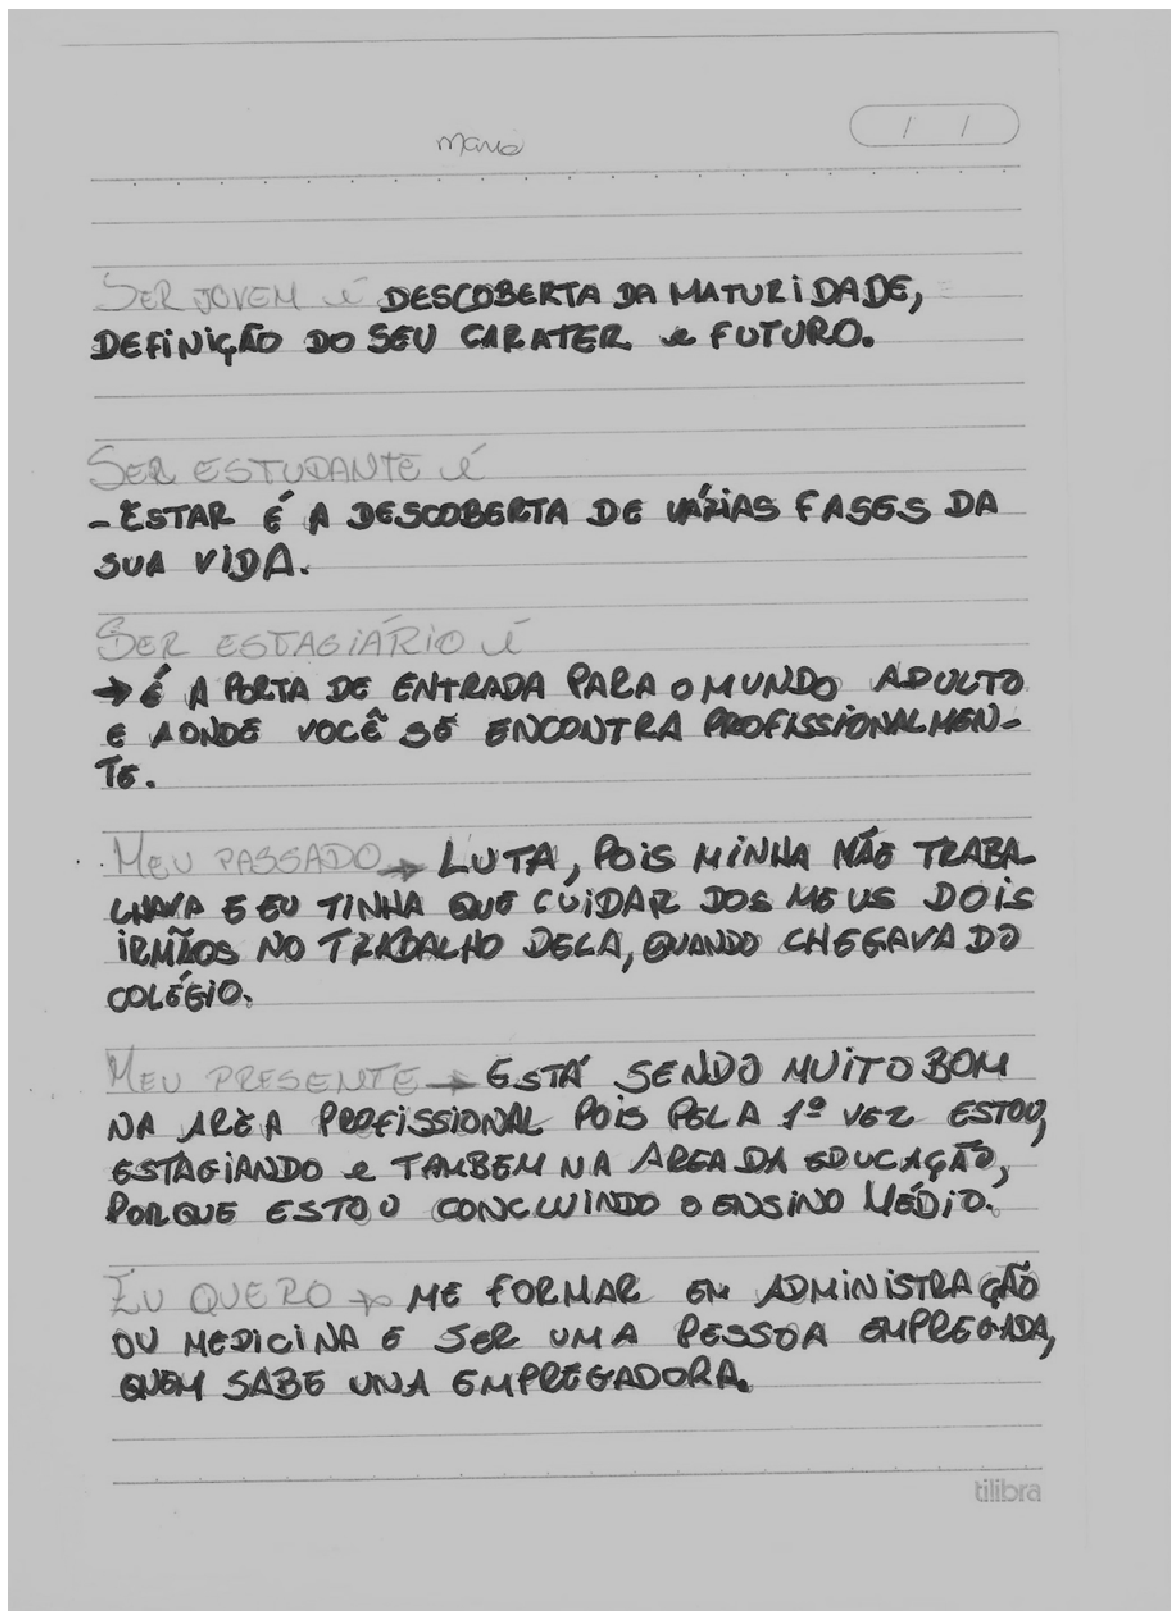 / /
SER JOVEM é DESCOBERTA DA MATURIDADE,
DEFINIÇÃO DO SEU CARATER e FUTURO.
SER ESTUDANTE é
- ESTAR É A DESCOBERTA DE VÁRIAS FASES DA
SUA VIDA.
SER ESTAGIÁRIO é
→ É A PORTA DE ENTRADA PARA O MUNDO ADULTO
E AONDE VOCÊ SE ENCONTRA PROFISSIONALMEN-
TE.
MEU PASSADO → LUTA, POIS MINHA MÃE TRABA-
LHAVA E EU TINHA QUE CUIDAR DOS MEUS DOIS
IRMÃOS NO TRABALHO DELA, QUANDO CHEGAVA DO
COLÉGIO.
MEU PRESENTE → ESTÁ SENDO MUITO BOM
NA AREA PROFISSIONAL POIS PELA 1ª VEZ ESTOU,
ESTAGIANDO e TAMBEM NA AREA DA EDUCAÇÃO,
PORQUE ESTOU CONCLUINDO O ENSINO MÉDIO.
EU QUERO → ME FORMAR EM ADMINISTRAÇÃO
OU MEDICINA E SER UMA PESSOA EMPREGADA,
QUEM SABE UMA EMPREGADORA.
tilibra